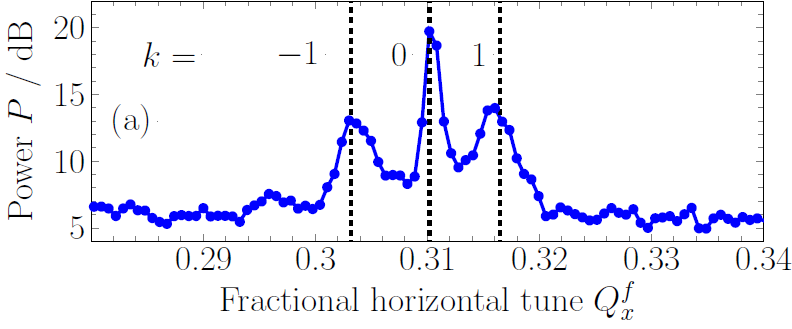 20
15
10
5
Power P / dB
k = −1 0 1
(a)
0.29 0.3 0.31 0.32 0.33 0.34
Fractional horizontal tune Q_x^f